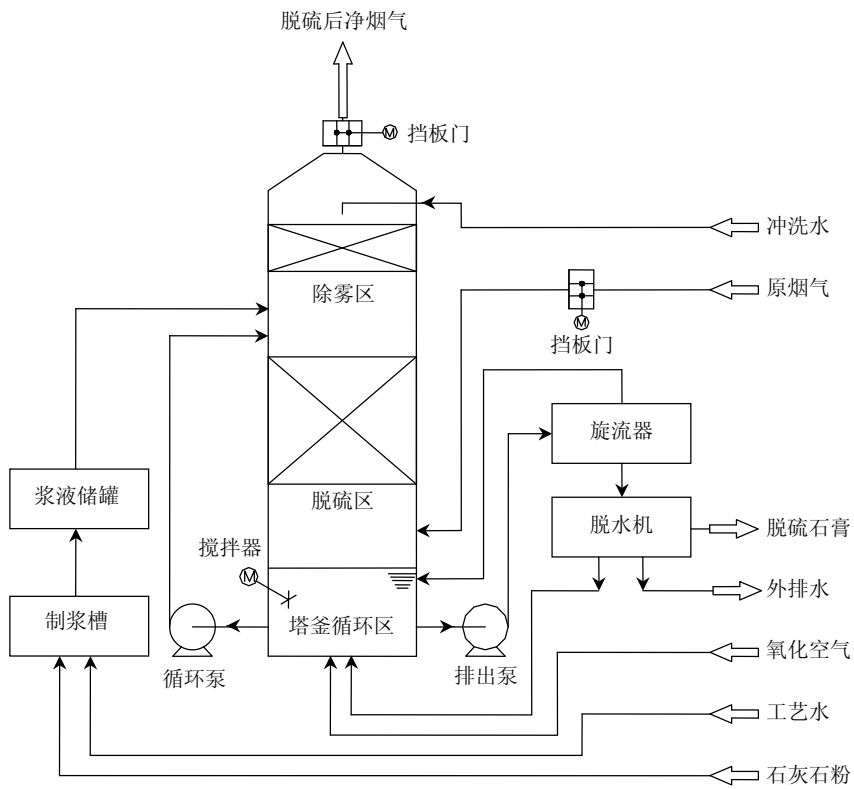 脱硫后净烟气
M
挡板门
冲洗水
除雾区
原烟气
M
挡板门
旋流器
浆液储罐
脱硫区
脱水机
脱硫石膏
搅拌器
M
外排水
制浆槽
塔釜循环区
氧化空气
循环泵
排出泵
工艺水
石灰石粉